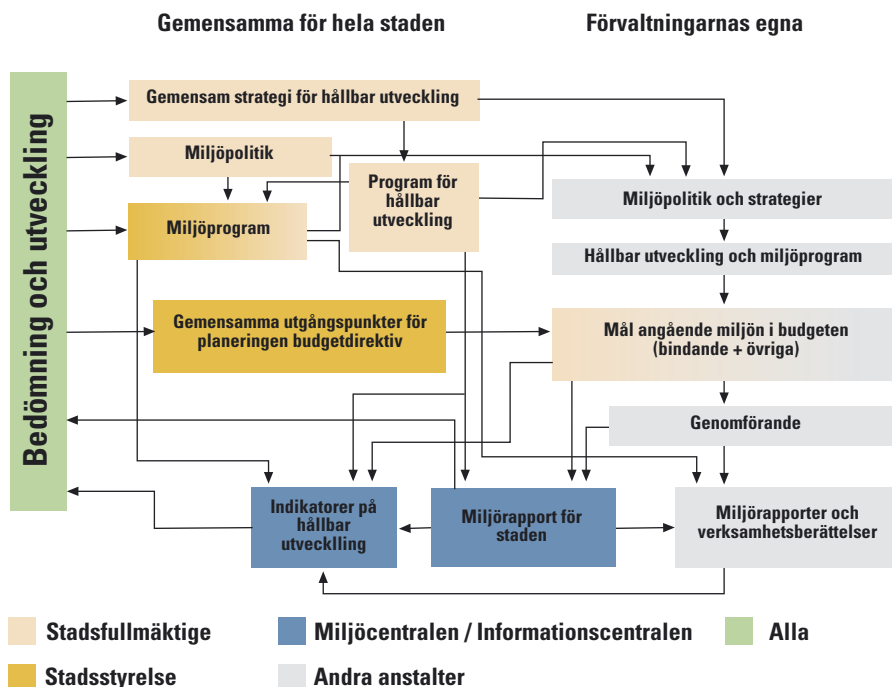 Gemensamma för hela staden
Förvaltningarnas egna
Bedömning och utveckling
Gemensam strategi för hållbar utveckling
Miljöpolitik
Program för
hållbar
utveckling
Miljöpolitik och strategier
Miljöprogram
Hållbar utveckling och miljöprogram
Gemensamma utgångspunkter för
planeringen budgetdirektiv
Mål angående miljön i budgeten
(bindande + övriga)
Genomförande
Indikatorer på
hållbar
utvecklling
Miljörapport för
staden
Miljörapporter och
verksamhetsberättelser
Stadsfullmäktige
Miljöcentralen / Informationscentralen
Alla
Stadsstyrelse
Andra anstalter